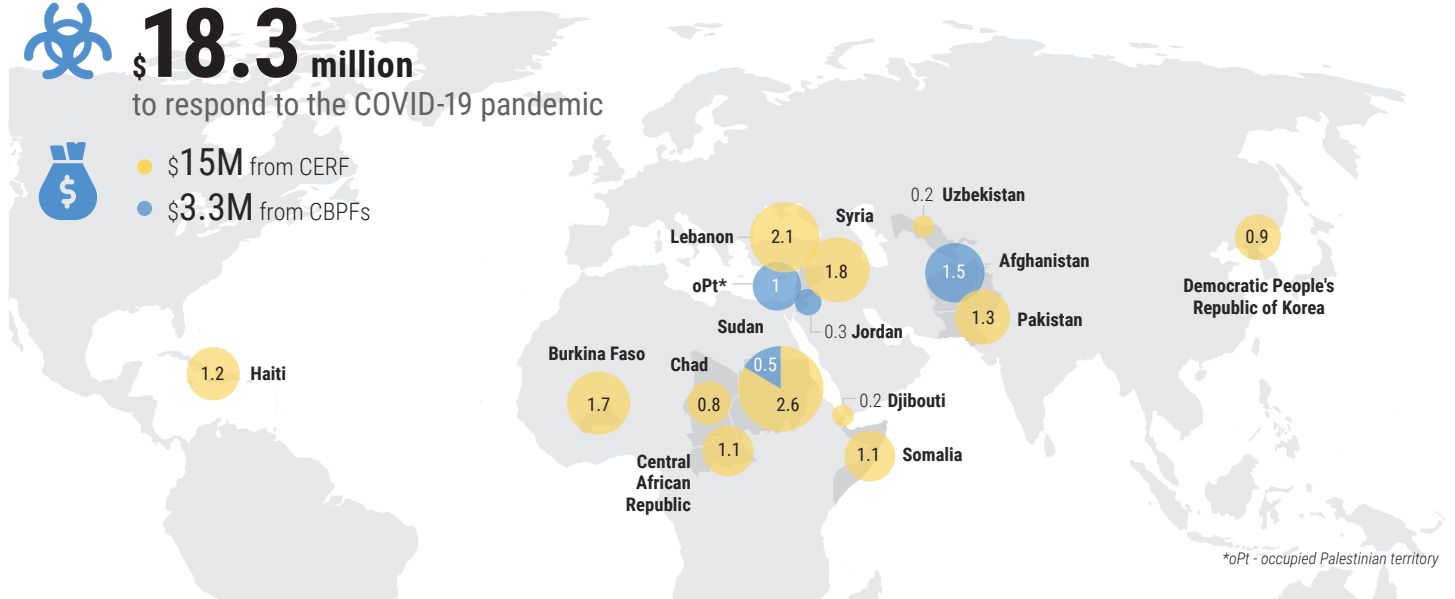 $18.3 million
to respond to the COVID-19 pandemic
$
$15M from CERF
$3.3M from CBPFs
0.2 Uzbekistan
Syria
Lebanon
2.1
1.8
0.9
Afghanistan
1.5
oPt*
1
Democratic People's
Republic of Korea
1.3
Pakistan
Sudan
0.3 Jordan
Burkina Faso
Chad
0.5
1.2
Haiti
1.7
0.8
2.6
0.2 Djibouti
1.1
1.1
Somalia
Central
African
Republic
*oPt - occupied Palestinian territory